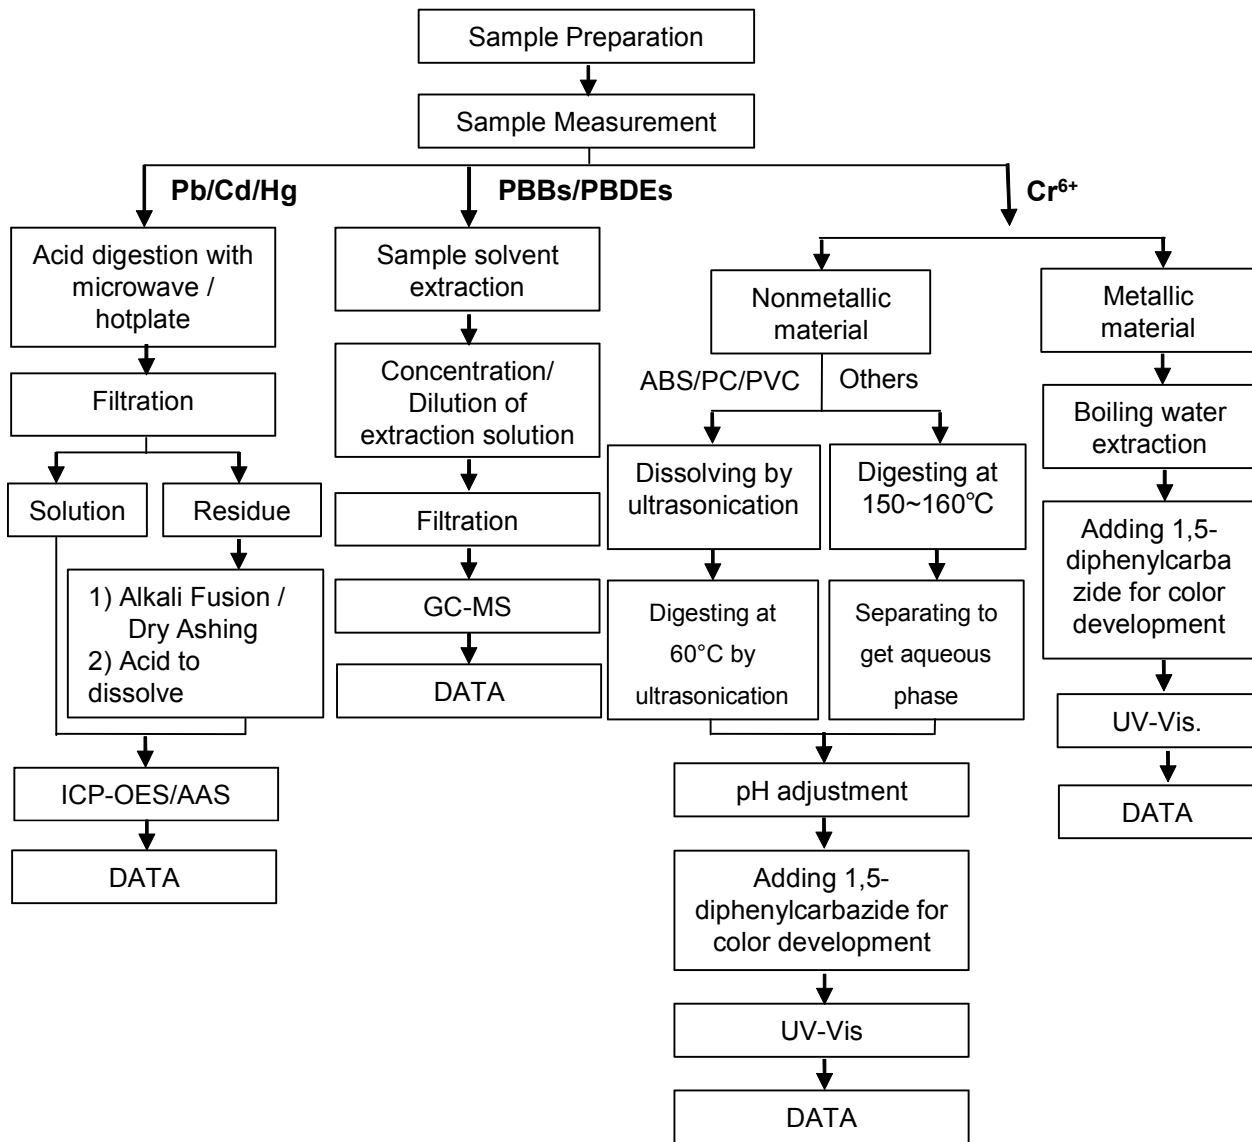 Sample Preparation
Sample Measurement
Pb/Cd/Hg
PBBs/PBDEs
Cr⁶⁺
Acid digestion with
microwave /
hotplate
Filtration
Solution
Residue
1) Alkali Fusion /
Dry Ashing
2) Acid to
dissolve
ICP-OES/AAS
DATA
Sample solvent
extraction
Concentration/
Dilution of
extraction solution
Filtration
GC-MS
DATA
Nonmetallic
material
ABS/PC/PVC
Others
Dissolving by
ultrasonication
Digesting at
60°C by
ultrasonication
Digesting at
150~160℃
Separating to
get aqueous
phase
pH adjustment
Adding 1,5-
diphenylcarbazide for
color development
UV-Vis
DATA
Metallic
material
Boiling water
extraction
Adding 1,5-
diphenylcarba
zide for color
development
UV-Vis.
DATA